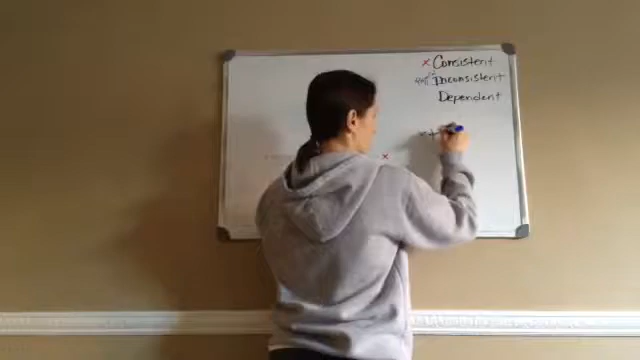 × Consistent
Inconsistent
Dependent
×
x +